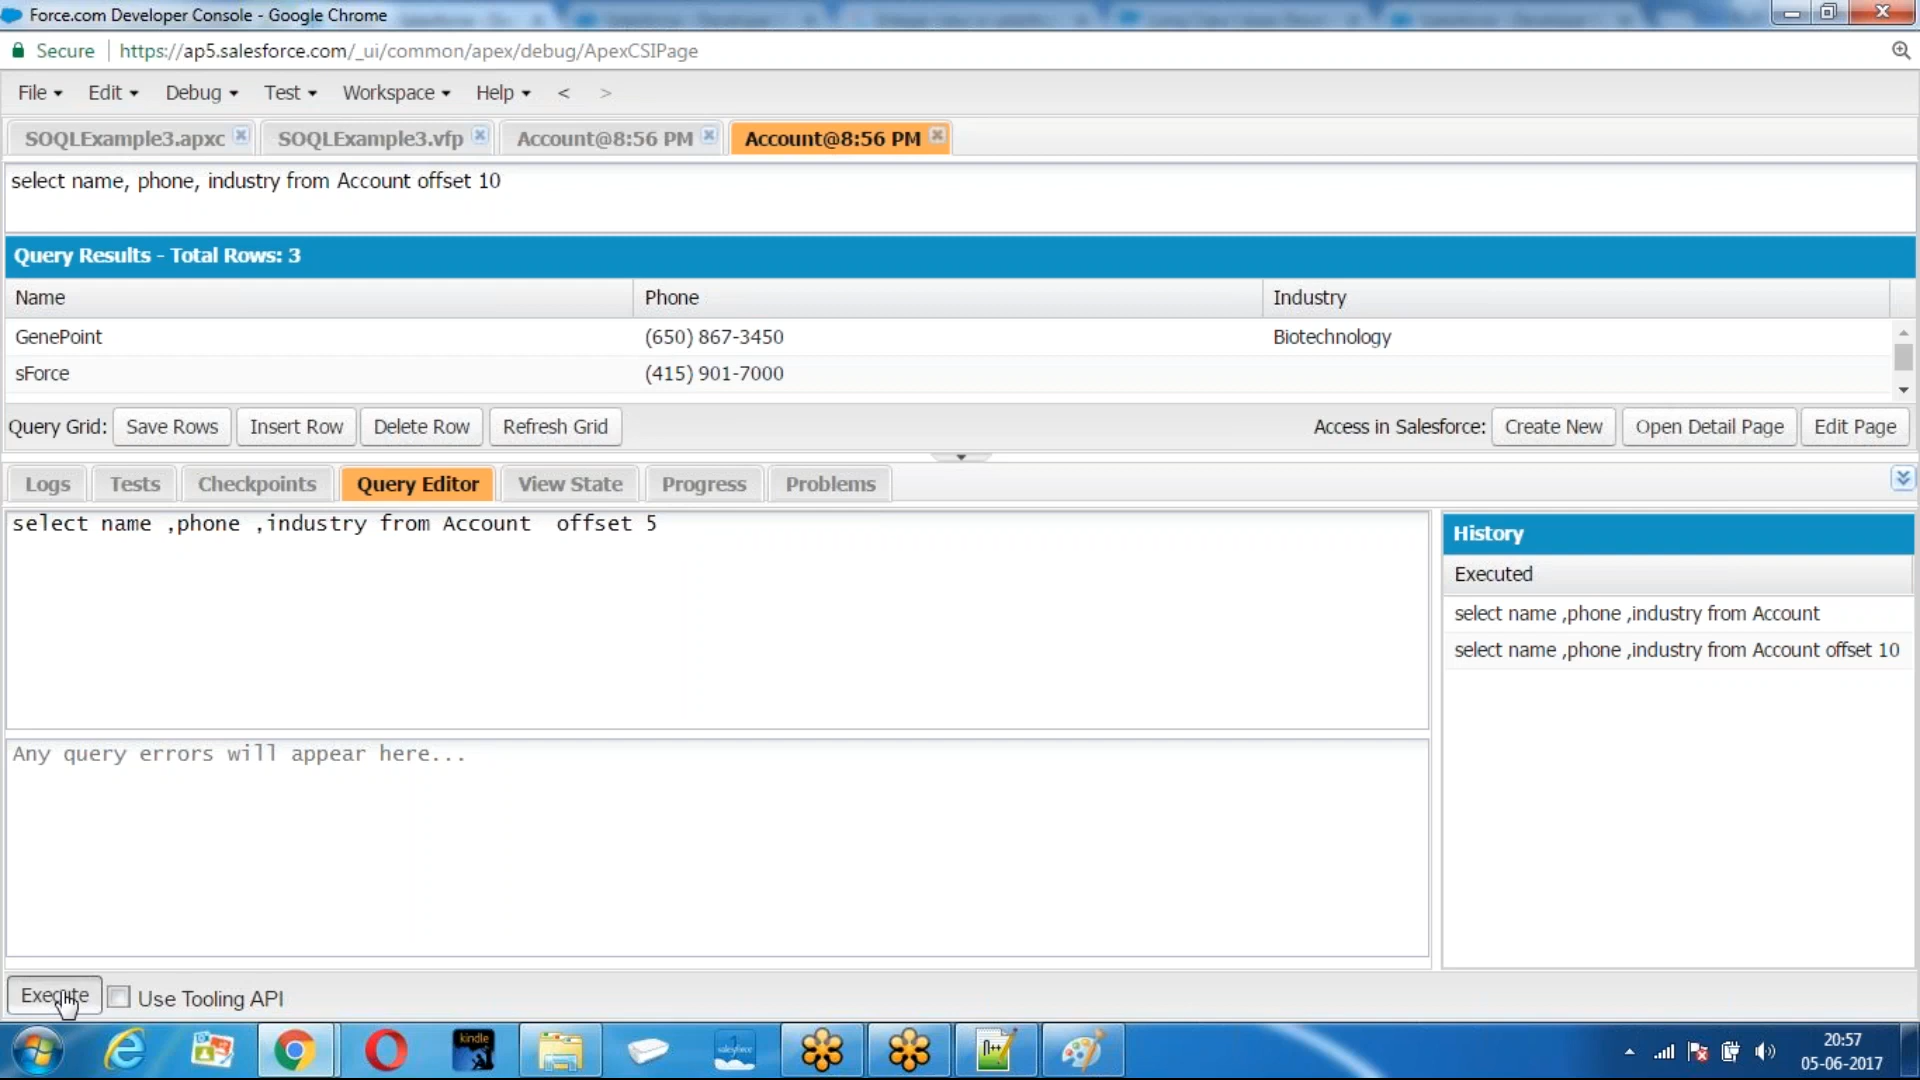 Force.com Developer Console - Google Chrome
Secure https://ap5.salesforce.com/_ui/common/apex/debug/ApexCSIPage
File Edit Debug Test Workspace Help < >
SOQLExample3.apxc SOQLExample3.vfp Account@8:56 PM Account@8:56 PM
select name, phone, industry from Account offset 10
Query Results - Total Rows: 3
Name Phone Industry
GenePoint (650) 867-3450 Biotechnology
sForce (415) 901-7000
Query Grid: Save Rows Insert Row Delete Row Refresh Grid Access in Salesforce: Create New Open Detail Page Edit Page
Logs Tests Checkpoints Query Editor View State Progress Problems
select name ,phone ,industry from Account  offset 5
History
Executed
select name ,phone ,industry from Account
select name ,phone ,industry from Account offset 10
Any query errors will appear here...
Execute Use Tooling API
kindle
salesforce
20:57
05-06-2017